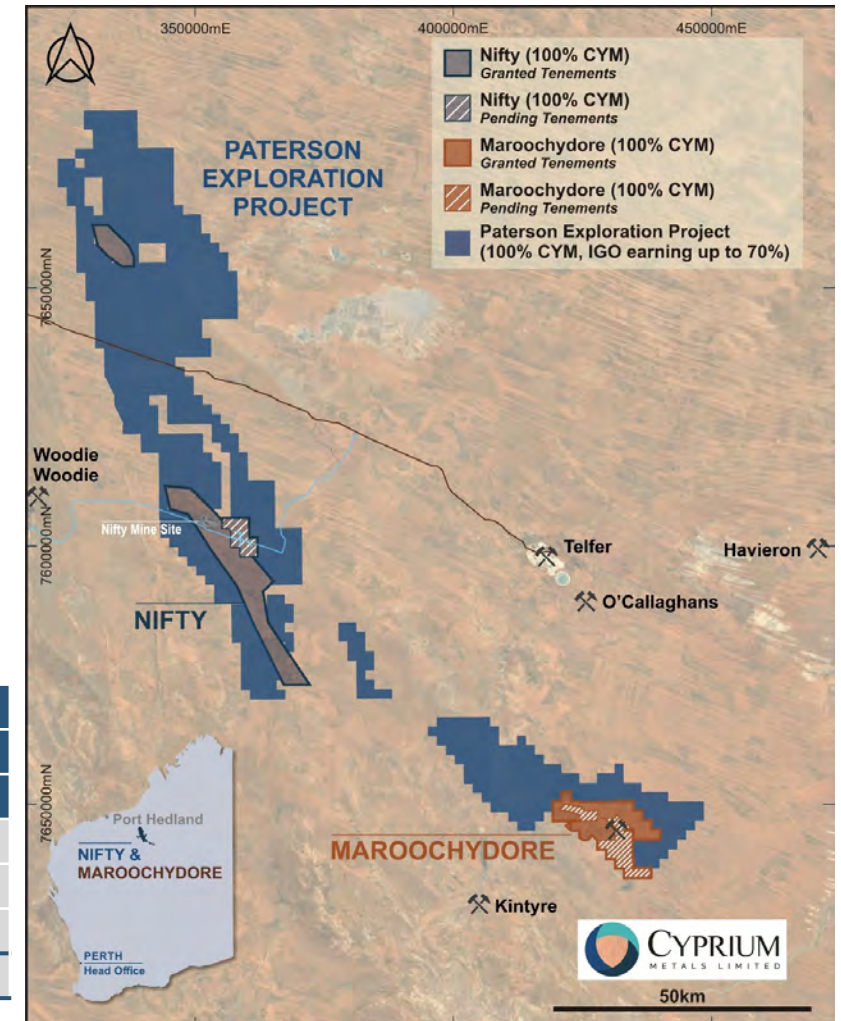 350000mE
400000mE
450000mE
Nifty (100% CYM)
Granted Tenements
Nifty (100% CYM)
Pending Tenements
Maroochydore (100% CYM)
Granted Tenements
Maroochydore (100% CYM)
Pending Tenements
Paterson Exploration Project
(100% CYM, IGO earning up to 70%)
PATERSON
EXPLORATION
PROJECT
7650000mN
Woodie
Woodie
Nifty Mine Site
7600000mN
Telfer
Havieron
O'Callaghans
NIFTY
7650000mN
MAROOCHYDORE
Kintyre
Port Hedland
NIFTY &
MAROOCHYDORE
PERTH
Head Office
CYPRIUM
METALS LIMITED
50km